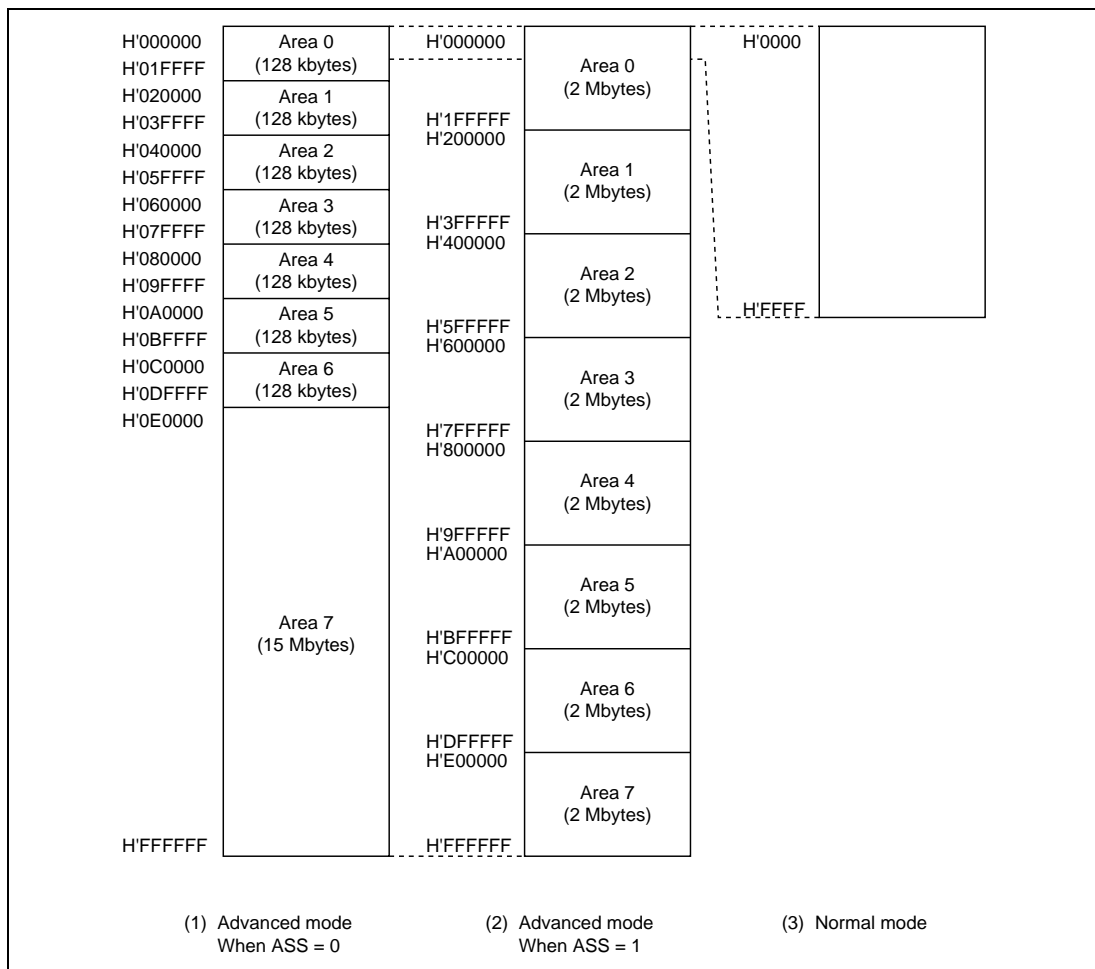 H'000000
H'01FFFF
H'020000
H'03FFFF
H'040000
H'05FFFF
H'060000
H'07FFFF
H'080000
H'09FFFF
H'0A0000
H'0BFFFF
H'0C0000
H'0DFFFF
H'0E0000
H'FFFFFF
Area 0
(128 kbytes)
Area 1
(128 kbytes)
Area 2
(128 kbytes)
Area 3
(128 kbytes)
Area 4
(128 kbytes)
Area 5
(128 kbytes)
Area 6
(128 kbytes)
Area 7
(15 Mbytes)
(1) Advanced mode
When ASS = 0
H'000000
H'1FFFFF
H'200000
H'3FFFFF
H'400000
H'5FFFFF
H'600000
H'7FFFFF
H'800000
H'9FFFFF
H'A00000
H'BFFFFF
H'C00000
H'DFFFFF
H'E00000
H'FFFFFF
Area 0
(2 Mbytes)
Area 1
(2 Mbytes)
Area 2
(2 Mbytes)
Area 3
(2 Mbytes)
Area 4
(2 Mbytes)
Area 5
(2 Mbytes)
Area 6
(2 Mbytes)
Area 7
(2 Mbytes)
(2) Advanced mode
When ASS = 1
H'0000
H'FFFF
(3) Normal mode